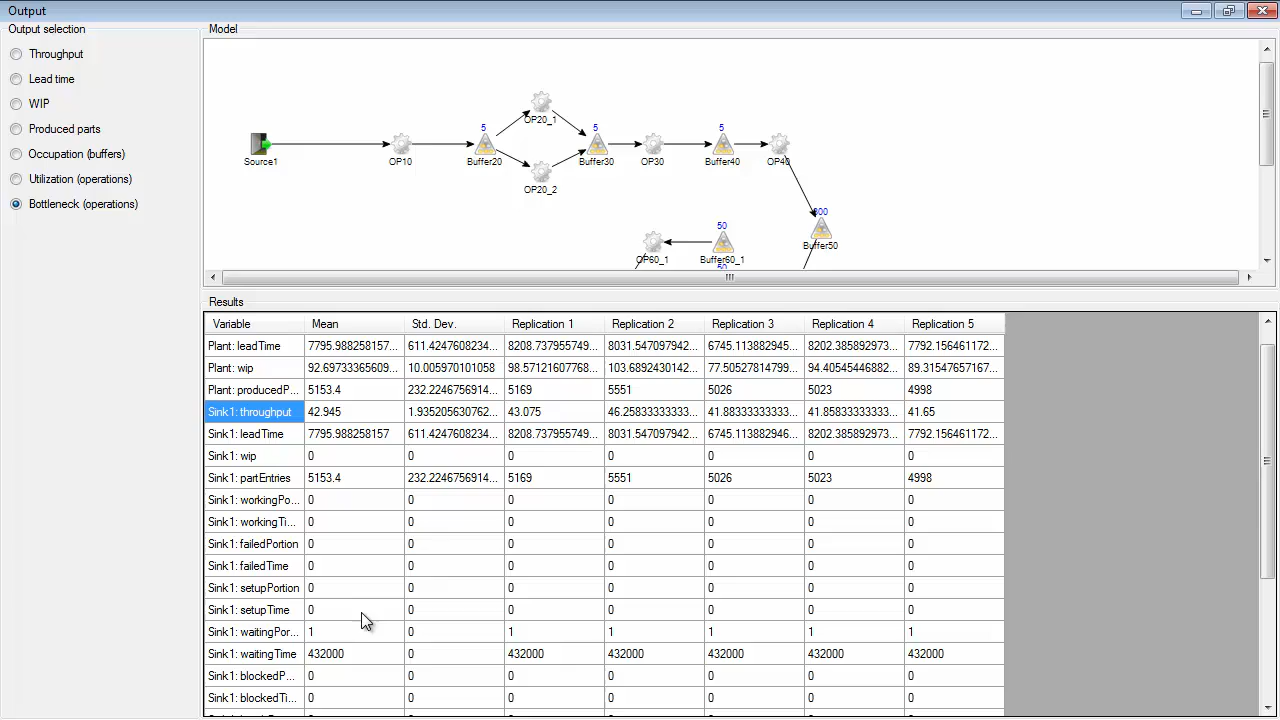 Output
Output selection
Throughput
Lead time
WIP
Produced parts
Occupation (buffers)
Utilization (operations)
Bottleneck (operations)
Model
Source1
OP10
5
Buffer20
OP20_1
OP20_2
5
Buffer30
OP30
5
Buffer40
OP40
Buffer50
OP60_1
50
Buffer60_1
50
Results
Variable Mean Std. Dev. Replication 1 Replication 2 Replication 3 Replication 4 Replication 5
Plant: leadTime 7795.988258157... 611.4247608234... 8208.737955749... 8031.547097942... 6745.113882945... 8202.385892973... 7792.156461172...
Plant: wip 92.69733365609... 10.005970101058 98.57121607768... 103.6892430142... 77.50527814799... 94.40545446882... 89.31547657167...
Plant: producedP... 5153.4 232.2246756914... 5169 5551 5026 5023 4998
Sink1: throughput 42.945 1.935205630762... 43.075 46.2583333333... 41.88333333333... 41.85833333333... 41.65
Sink1: leadTime 7795.988258157 611.4247608234... 8208.737955749... 8031.547097942... 6745.113882946... 8202.385892973... 7792.156461172...
Sink1: wip 0 0 0 0 0 0 0
Sink1: partEntries 5153.4 232.2246756914... 5169 5551 5026 5023 4998
Sink1: workingPo... 0 0 0 0 0 0 0
Sink1: workingTi... 0 0 0 0 0 0 0
Sink1: failedPortion 0 0 0 0 0 0 0
Sink1: failedTime 0 0 0 0 0 0 0
Sink1: setupPortion 0 0 0 0 0 0 0
Sink1: setupTime 0 0 0 0 0 0 0
Sink1: waitingPor... 1 0 1 1 1 1 1
Sink1: waitingTime 432000 0 432000 432000 432000 432000 432000
Sink1: blockedP... 0 0 0 0 0 0 0
Sink1: blockedTi... 0 0 0 0 0 0 0